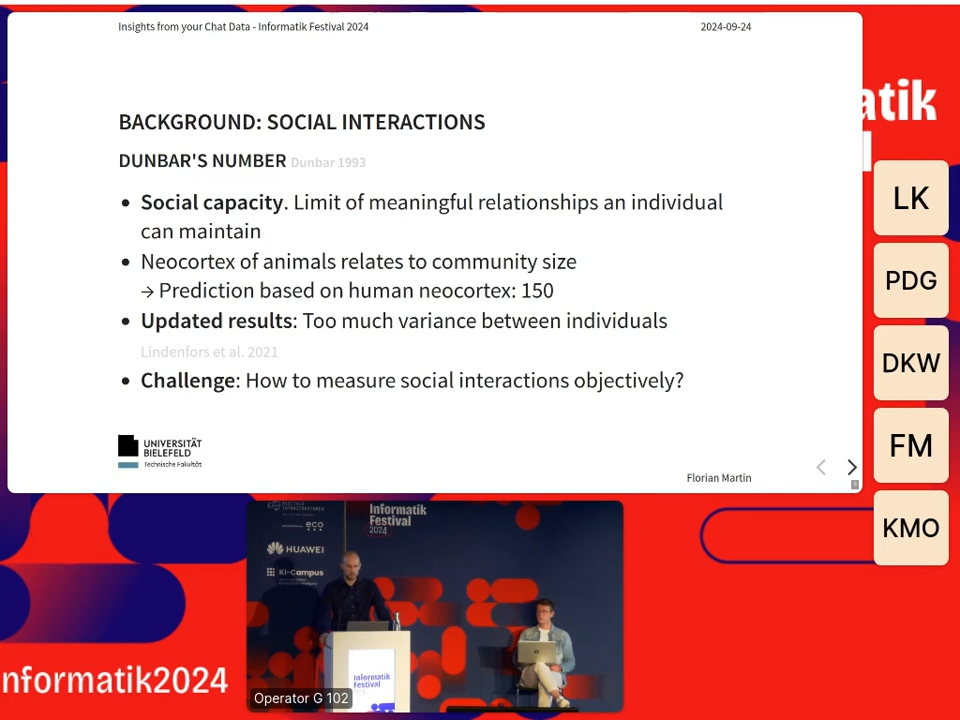 Insights from your Chat Data - Informatik Festival 2024
2024-09-24
BACKGROUND: SOCIAL INTERACTIONS
DUNBAR'S NUMBER Dunbar 1993
• Social capacity. Limit of meaningful relationships an individual
can maintain
• Neocortex of animals relates to community size
→ Prediction based on human neocortex: 150
• Updated results: Too much variance between individuals
Lindenfors et al. 2021
• Challenge: How to measure social interactions objectively?
UNIVERSITÄT
BIELEFELD
Technische Fakultät
Florian Martin
atik
LK
PDG
DKW
FM
KMO
eco
HUAWEI
KI-Campus
Informatik
Festival
2024
Informatik
Festival
Operator G 102
nformatik2024